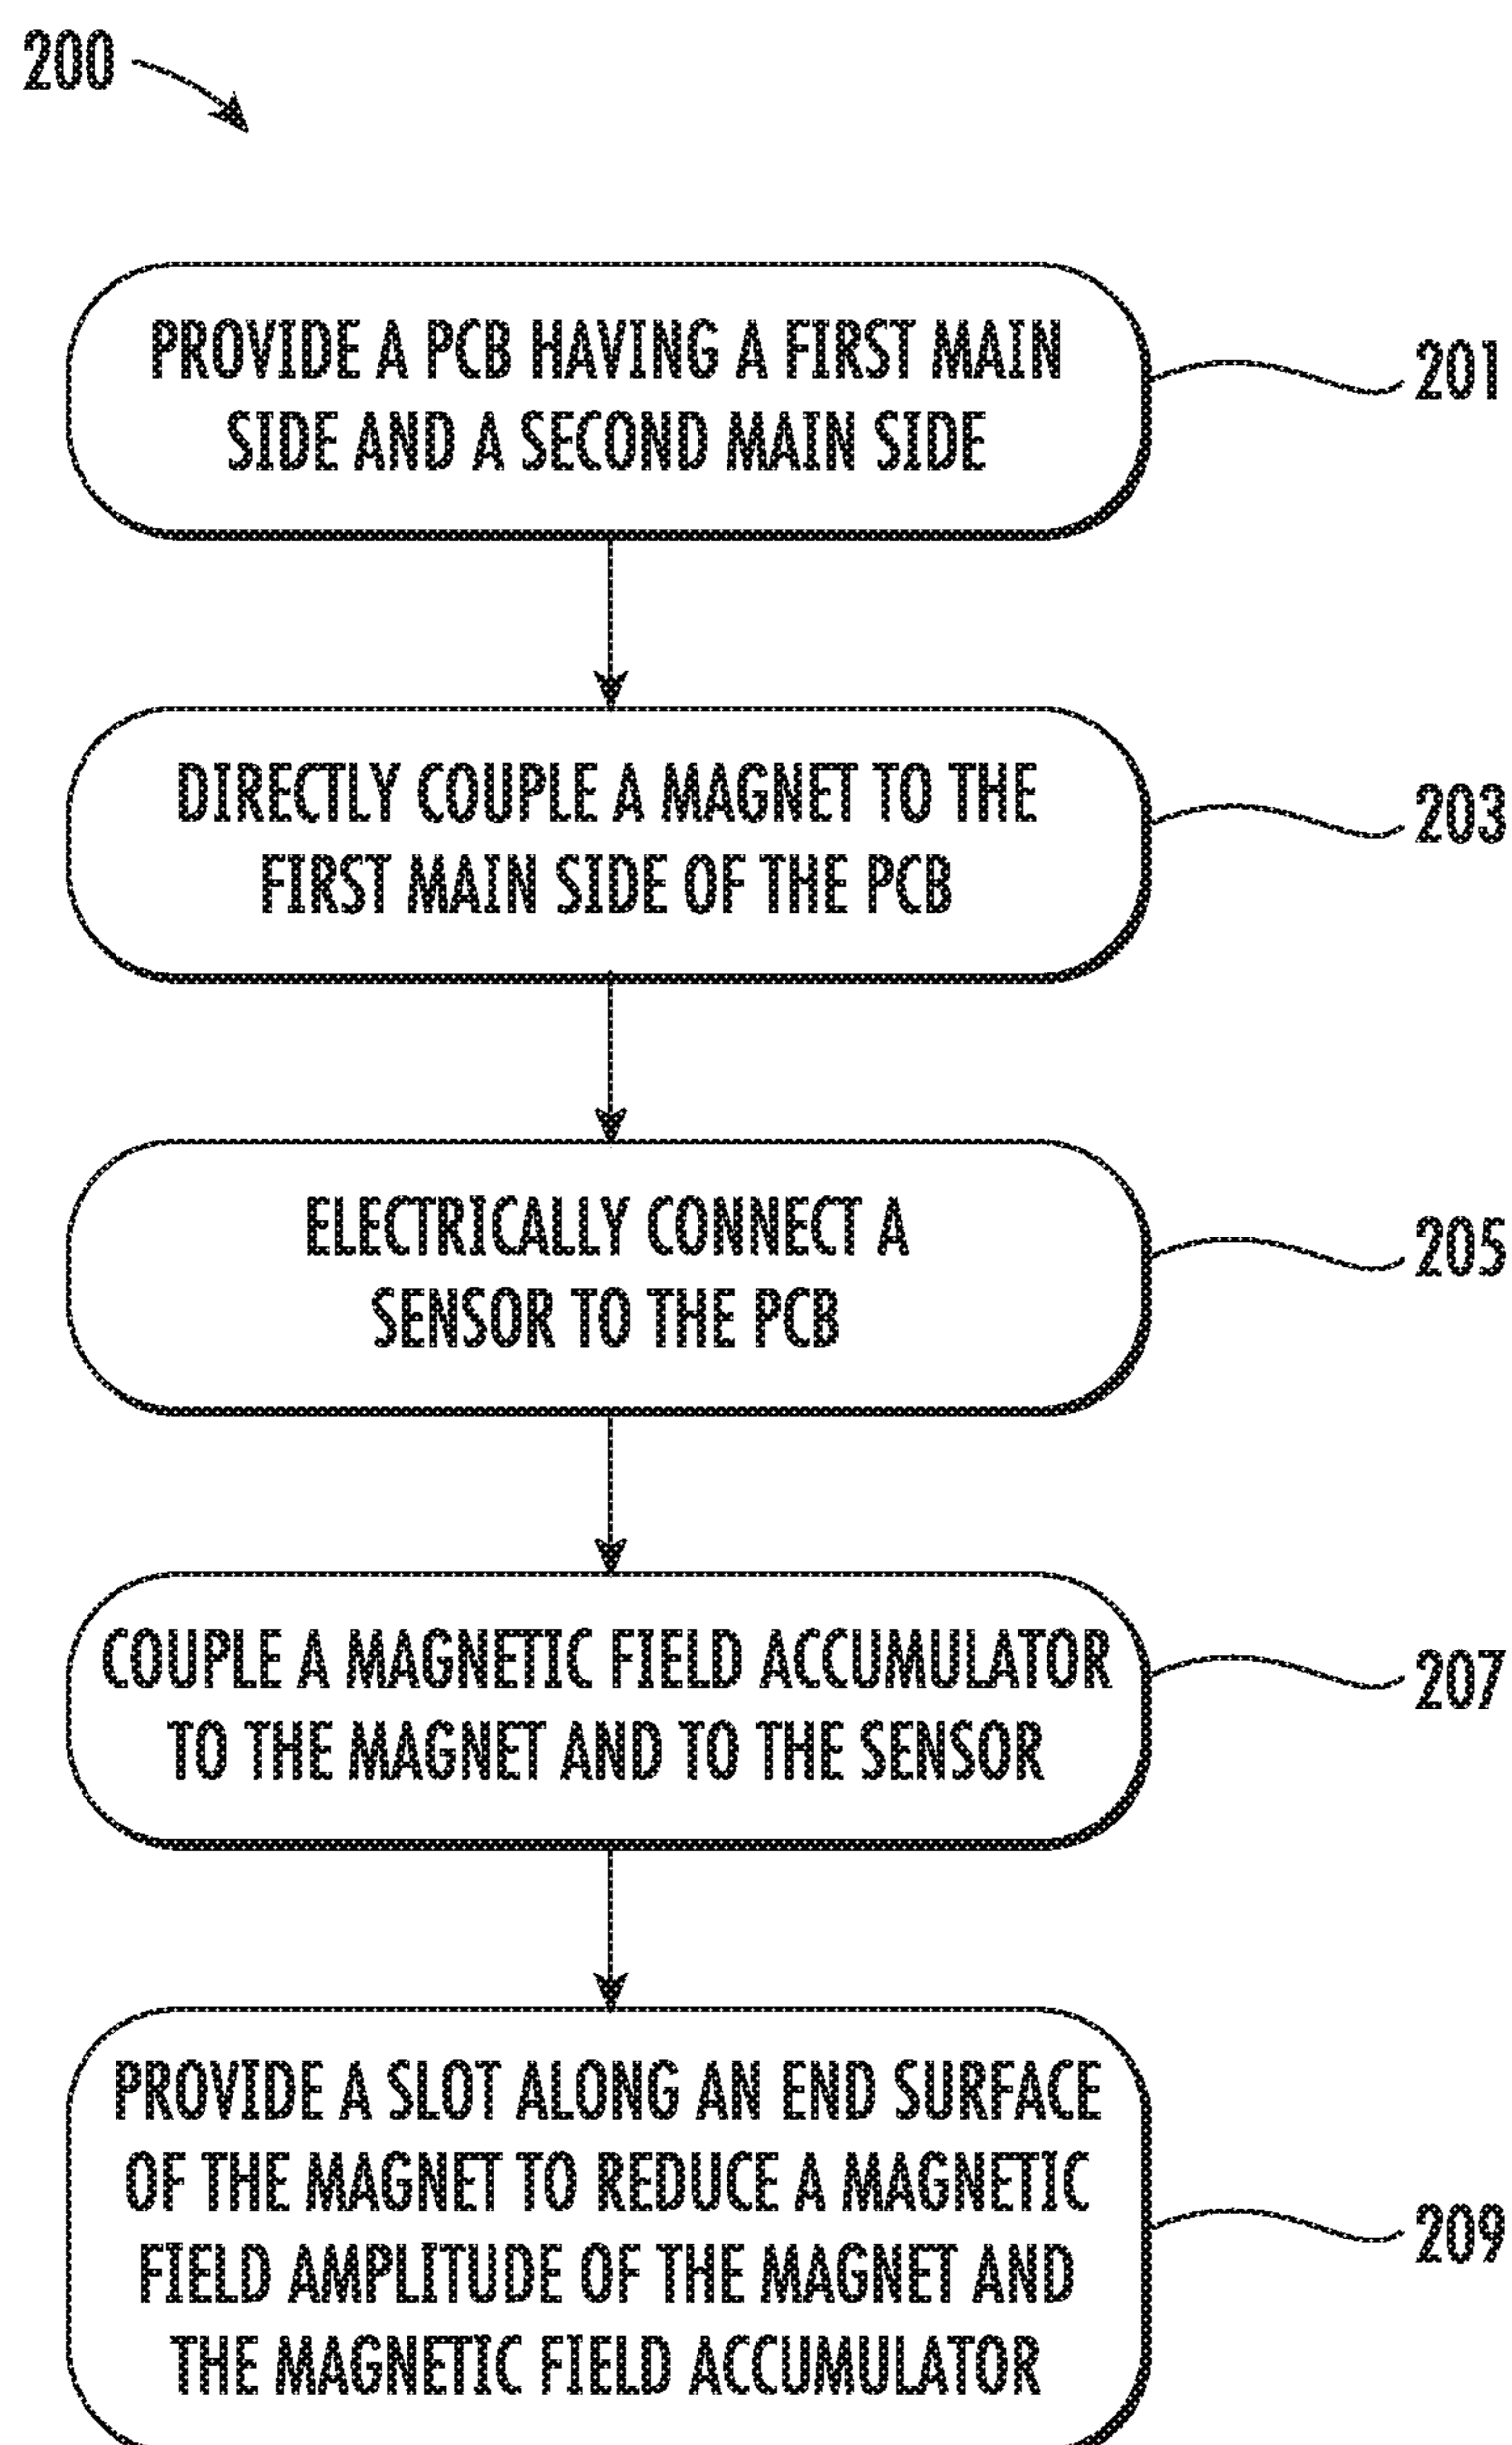 200
PROVIDE A PCB HAVING A FIRST MAIN
SIDE AND A SECOND MAIN SIDE
201
DIRECTLY COUPLE A MAGNET TO THE
FIRST MAIN SIDE OF THE PCB
203
ELECTRICALLY CONNECT A
SENSOR TO THE PCB
205
COUPLE A MAGNETIC FIELD ACCUMULATOR
TO THE MAGNET AND TO THE SENSOR
207
PROVIDE A SLOT ALONG AN END SURFACE
OF THE MAGNET TO REDUCE A MAGNETIC
FIELD AMPLITUDE OF THE MAGNET AND
THE MAGNETIC FIELD ACCUMULATOR
209